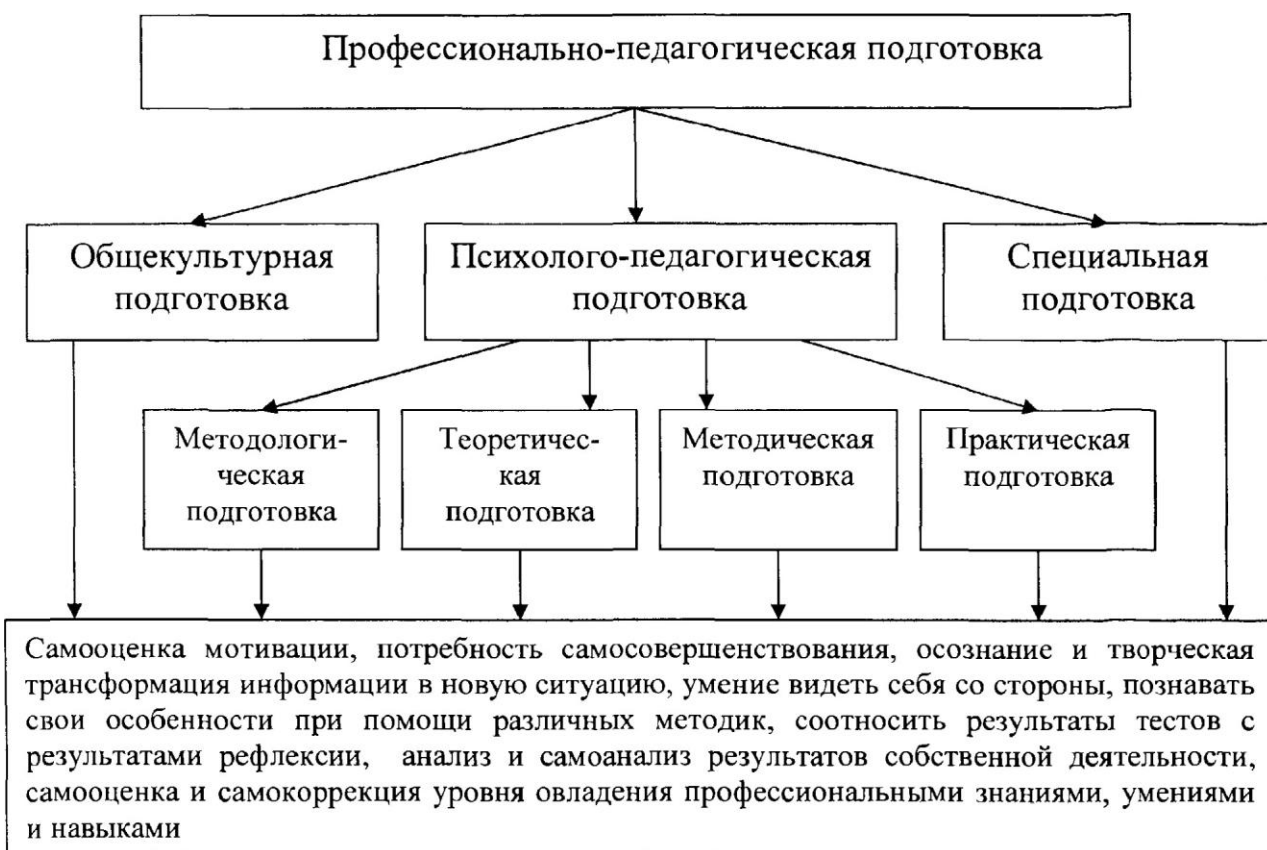 Профессионально-педагогическая подготовка
Общекультурная
подготовка
Психолого-педагогическая
подготовка
Специальная
подготовка
Методологи-
ческая
подготовка
Теоретичес-
кая
подготовка
Методическая
подготовка
Практическая
подготовка
Самооценка мотивации, потребность самосовершенствования, осознание и творческая
трансформация информации в новую ситуацию, умение видеть себя со стороны, познавать
свои особенности при помощи различных методик, соотносить результаты тестов с
результатами рефлексии, анализ и самоанализ результатов собственной деятельности,
самооценка и самокоррекция уровня овладения профессиональными знаниями, умениями
и навыками